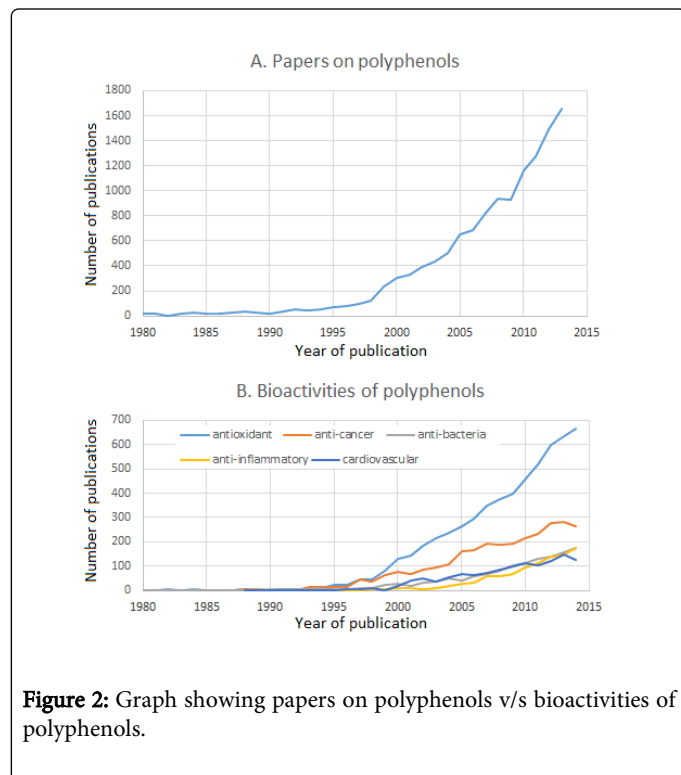 A. Papers on polyphenols
1800
1600
1400
1200
1000
800
600
400
200
0
Number of publications
1980 1985 1990 1995 2000 2005 2010 2015
Year of publication
B. Bioactivities of polyphenols
700
600
500
400
300
200
100
0
Number of publications
antioxidant anti-cancer anti-bacteria
anti-inflammatory cardiovascular
1980 1985 1990 1995 2000 2005 2010 2015
Year of publication
Figure 2: Graph showing papers on polyphenols v/s bioactivities of
polyphenols.